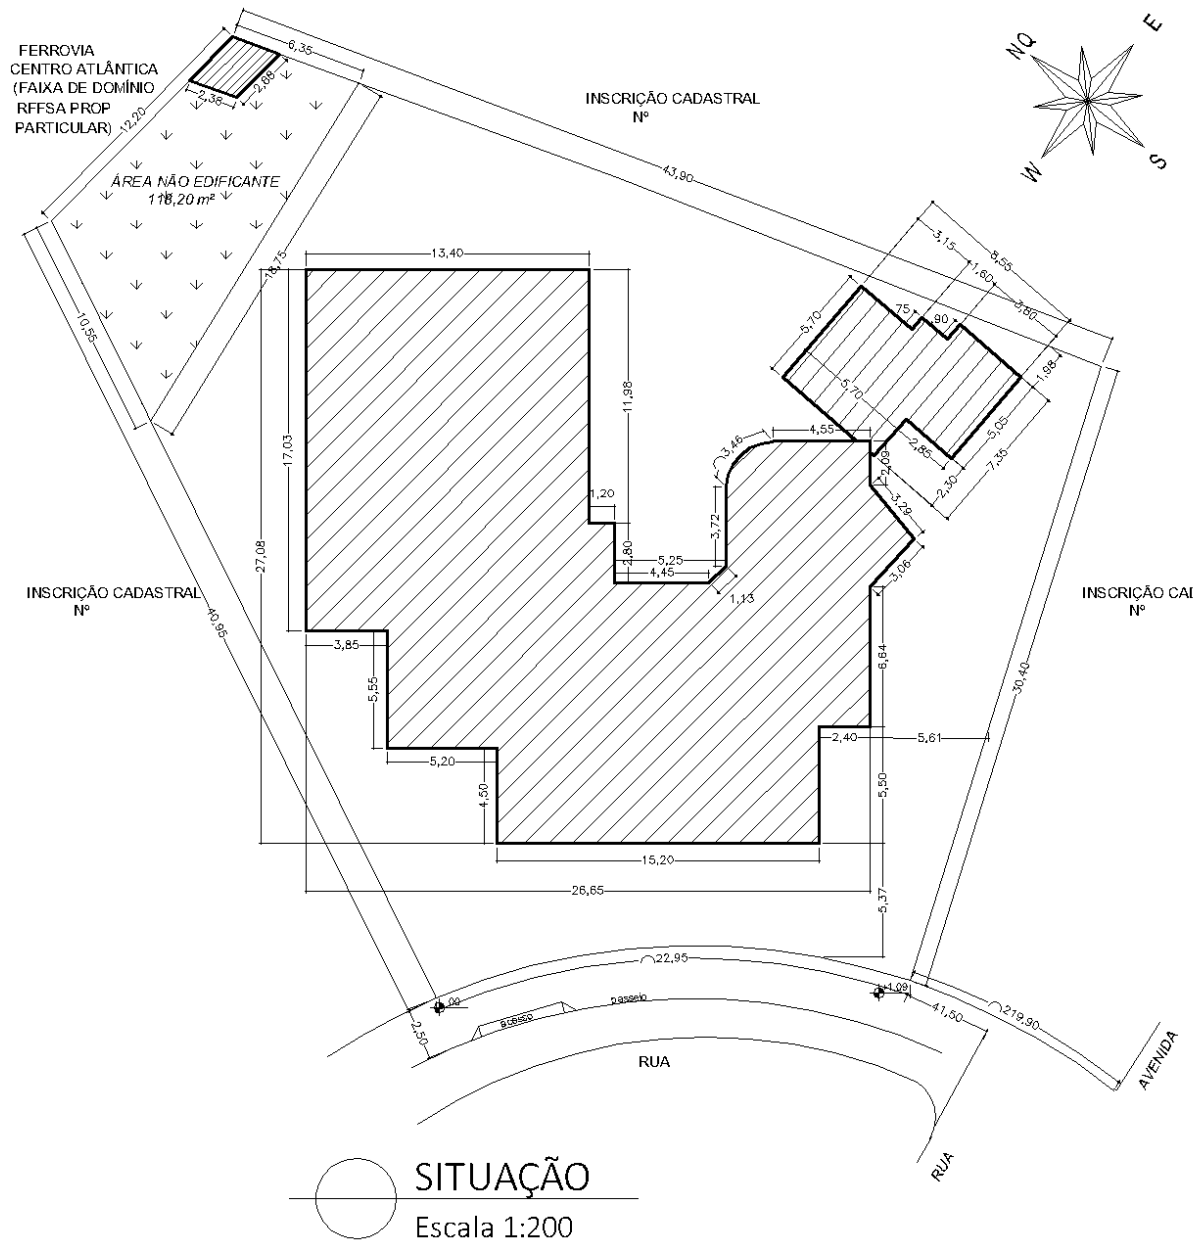 FERROVIA
CENTRO ATLÂNTICA
(FAIXA DE DOMÍNIO
RFFSA PROP
PARTICULAR)
6,35
2,38
2,88
12,20
ÁREA NÃO EDIFICANTE
118,20 m²
18,75
10,55
INSCRIÇÃO CADASTRAL
Nº
43,90
NO
E
W
S
3,15
8,55
1,60
3,80
5,70
75
,90
1,98
5,70
5,05
2,85
7,35
2,30
13,40
11,98
17,03
27,08
4,55
3,46
2,09
3,29
3,06
1,20
3,72
2,80
5,25
4,45
1,13
INSCRIÇÃO CADASTRAL
Nº
40,95
INSCRIÇÃO CAI
Nº
30,40
3,85
5,55
6,64
5,20
4,50
2,40
5,61
5,50
15,20
26,65
5,37
22,95
,00
+1,09
passeio
acesso
2,50
41,50
219,90
RUA
AVENIDA
RUA
SITUAÇÃO
Escala 1:200